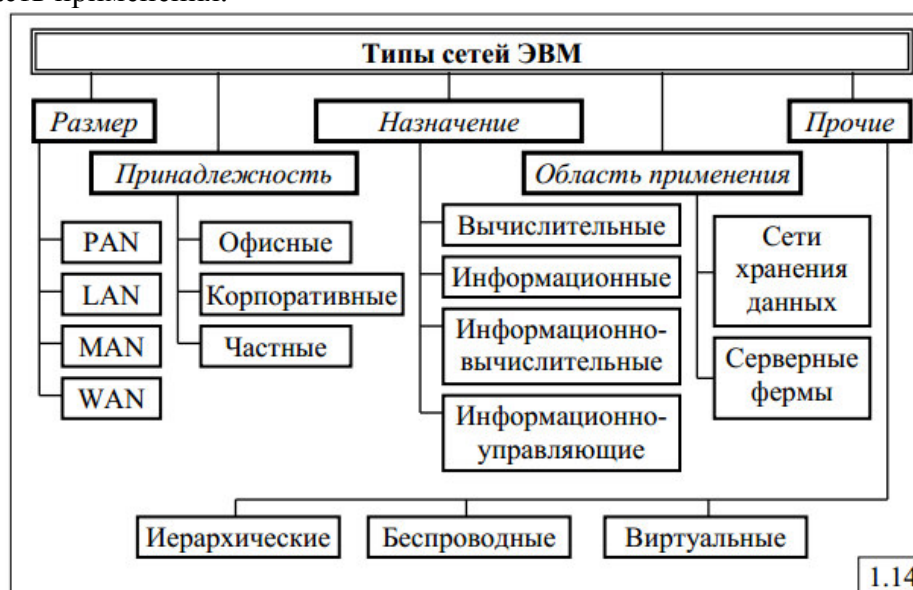 Типы сетей ЭВМ
Размер
Назначение
Прочие
Принадлежность
Область применения
PAN
LAN
MAN
WAN
Офисные
Корпоративные
Частные
Вычислительные
Информационные
Информационно-
вычислительные
Информационно-
управляющие
Сети
хранения
данных
Серверные
фермы
Иерархические
Беспроводные
Виртуальные
1.14